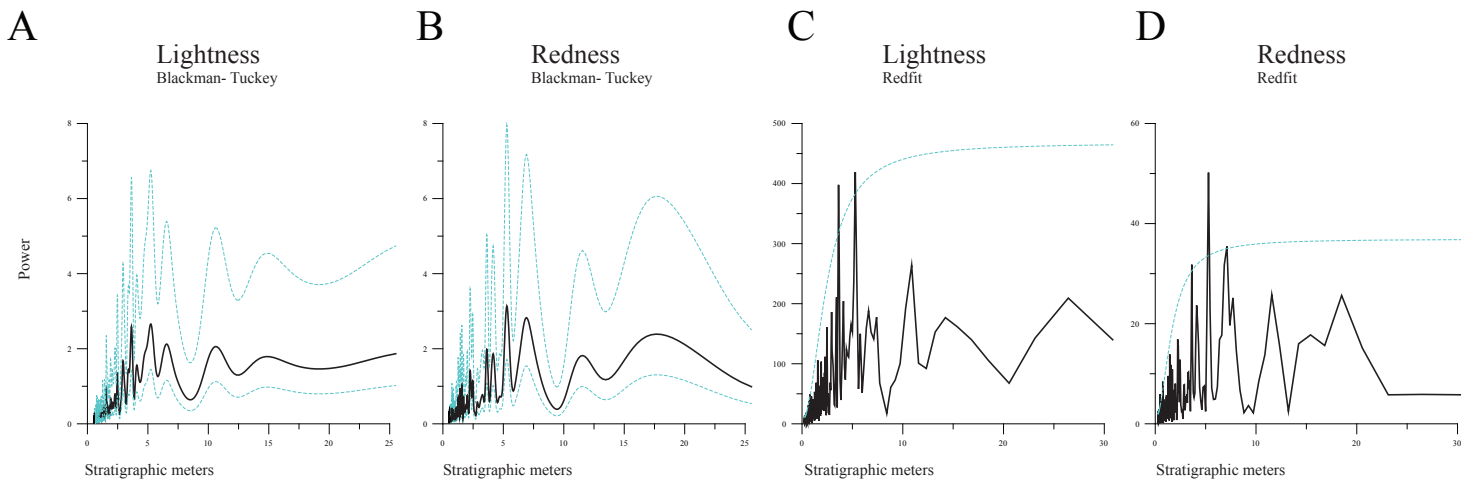 A
Lightness
Blackman- Tuckey
B
Redness
Blackman- Tuckey
C
Lightness
Redfit
D
Redness
Redfit
Power
8
6
4
2
0
0 5 10 15 20 25
Stratigraphic meters
8
6
4
2
0
0 5 10 15 20 25
Stratigraphic meters
500
400
300
200
100
0
0 10 20 30
Stratigraphic meters
60
40
20
0
0 10 20 30
Stratigraphic meters